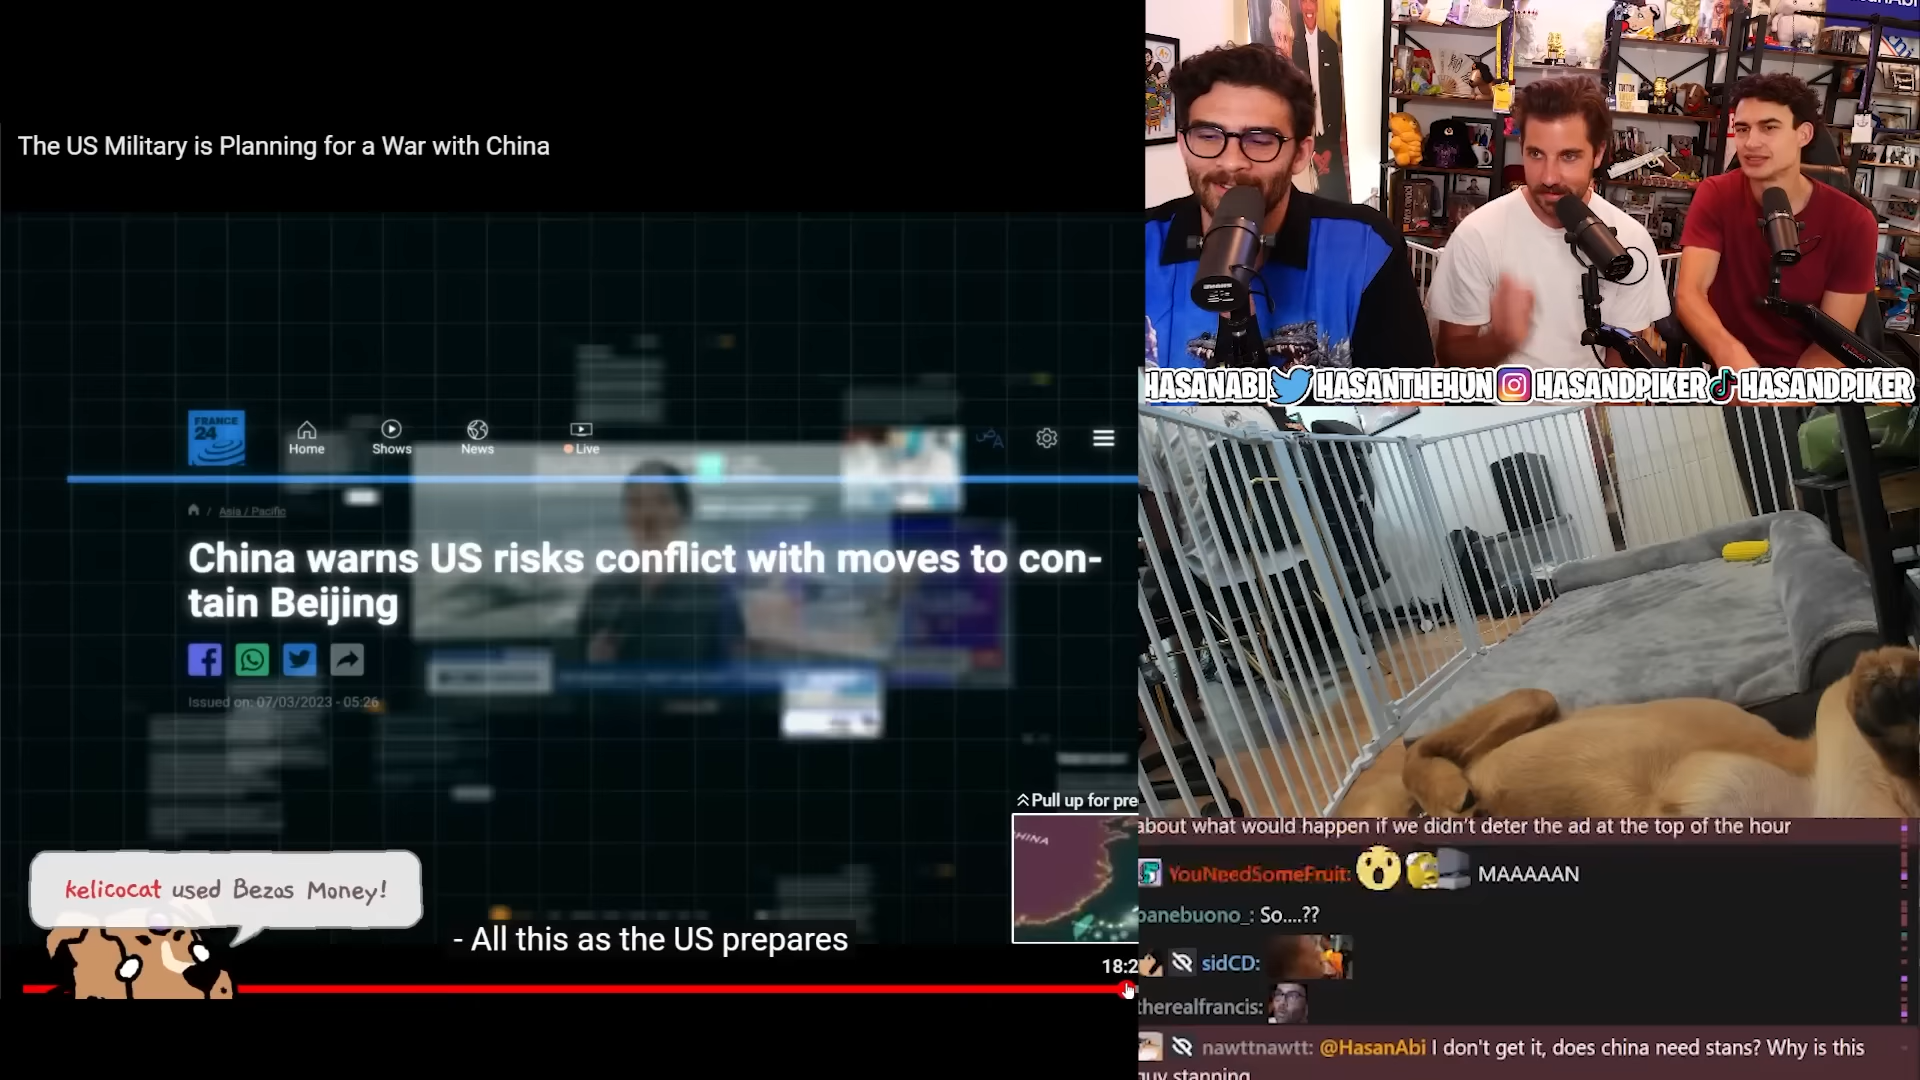 The US Military is Planning for a War with China
FRANCE
24
Home
Shows
News
Live
/ Asia / Pacific
China warns US risks conflict with moves to con-
tain Beijing
Issued on: 07/03/2023 - 05:26
Pull up for pre
CHINA
kelicocat used Bezos Money!
- All this as the US prepares
18:2
HASANABI HASANTHEHUN HASANDPIKER HASANDPIKER
about what would happen if we didn't deter the ad at the top of the hour
YouNeedSomeFruit: MAAAAAN
panebuono_: So....??
sidCD:
therealfrancis:
nawttnawtt: @HasanAbi I don't get it, does china need stans? Why is this
guy stanning